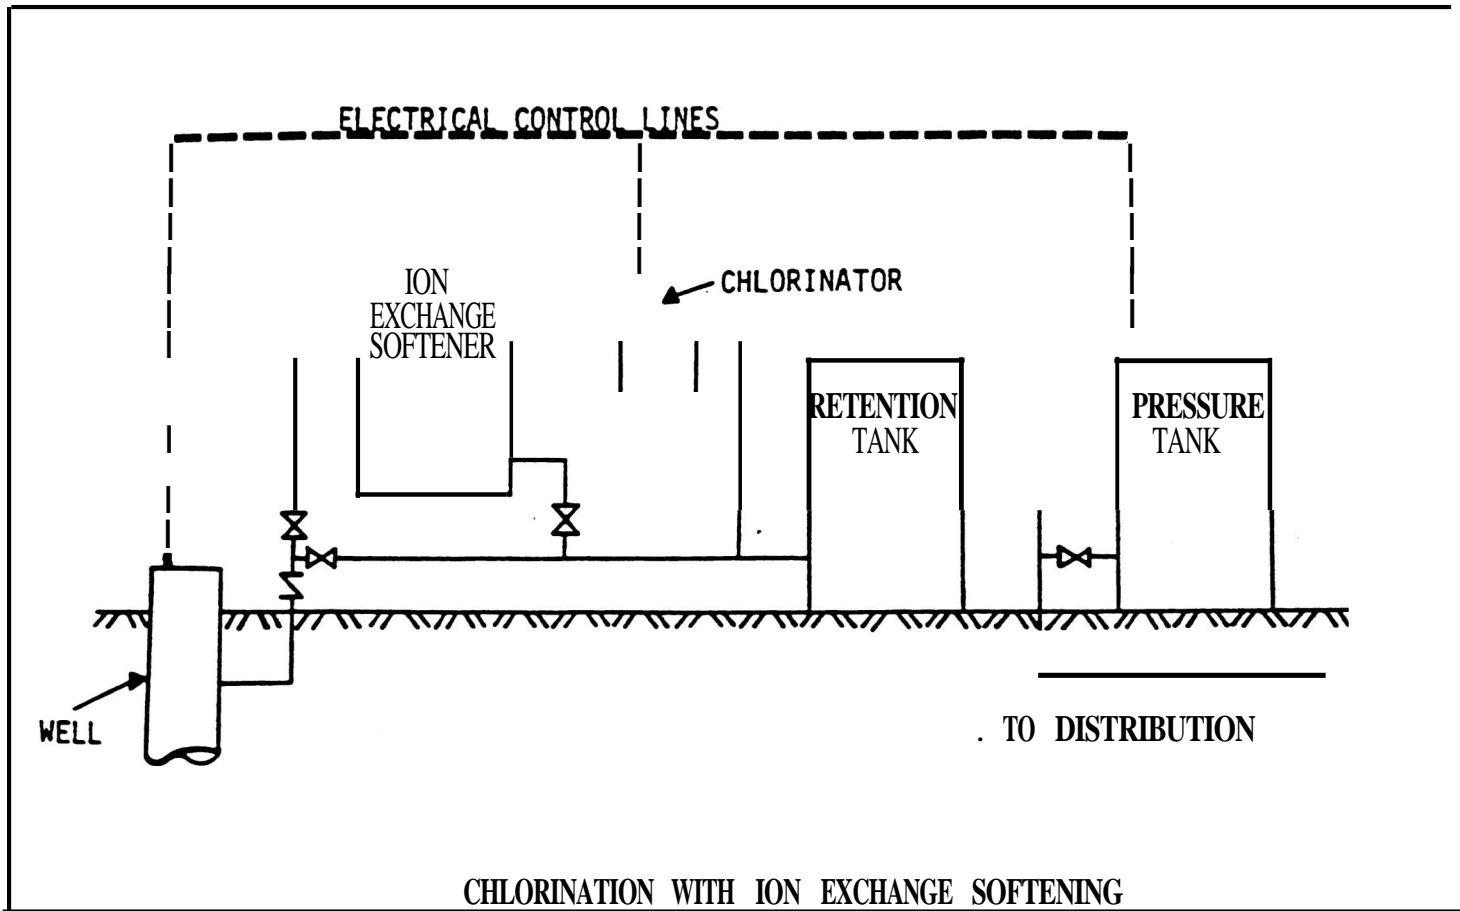 ELECTRICAL CONTROL LINES
ION
EXCHANGE
SOFTENER
CHLORINATOR
RETENTION
TANK
PRESSURE
TANK
WELL
. TO DISTRIBUTION
CHLORINATION WITH ION EXCHANGE SOFTENING